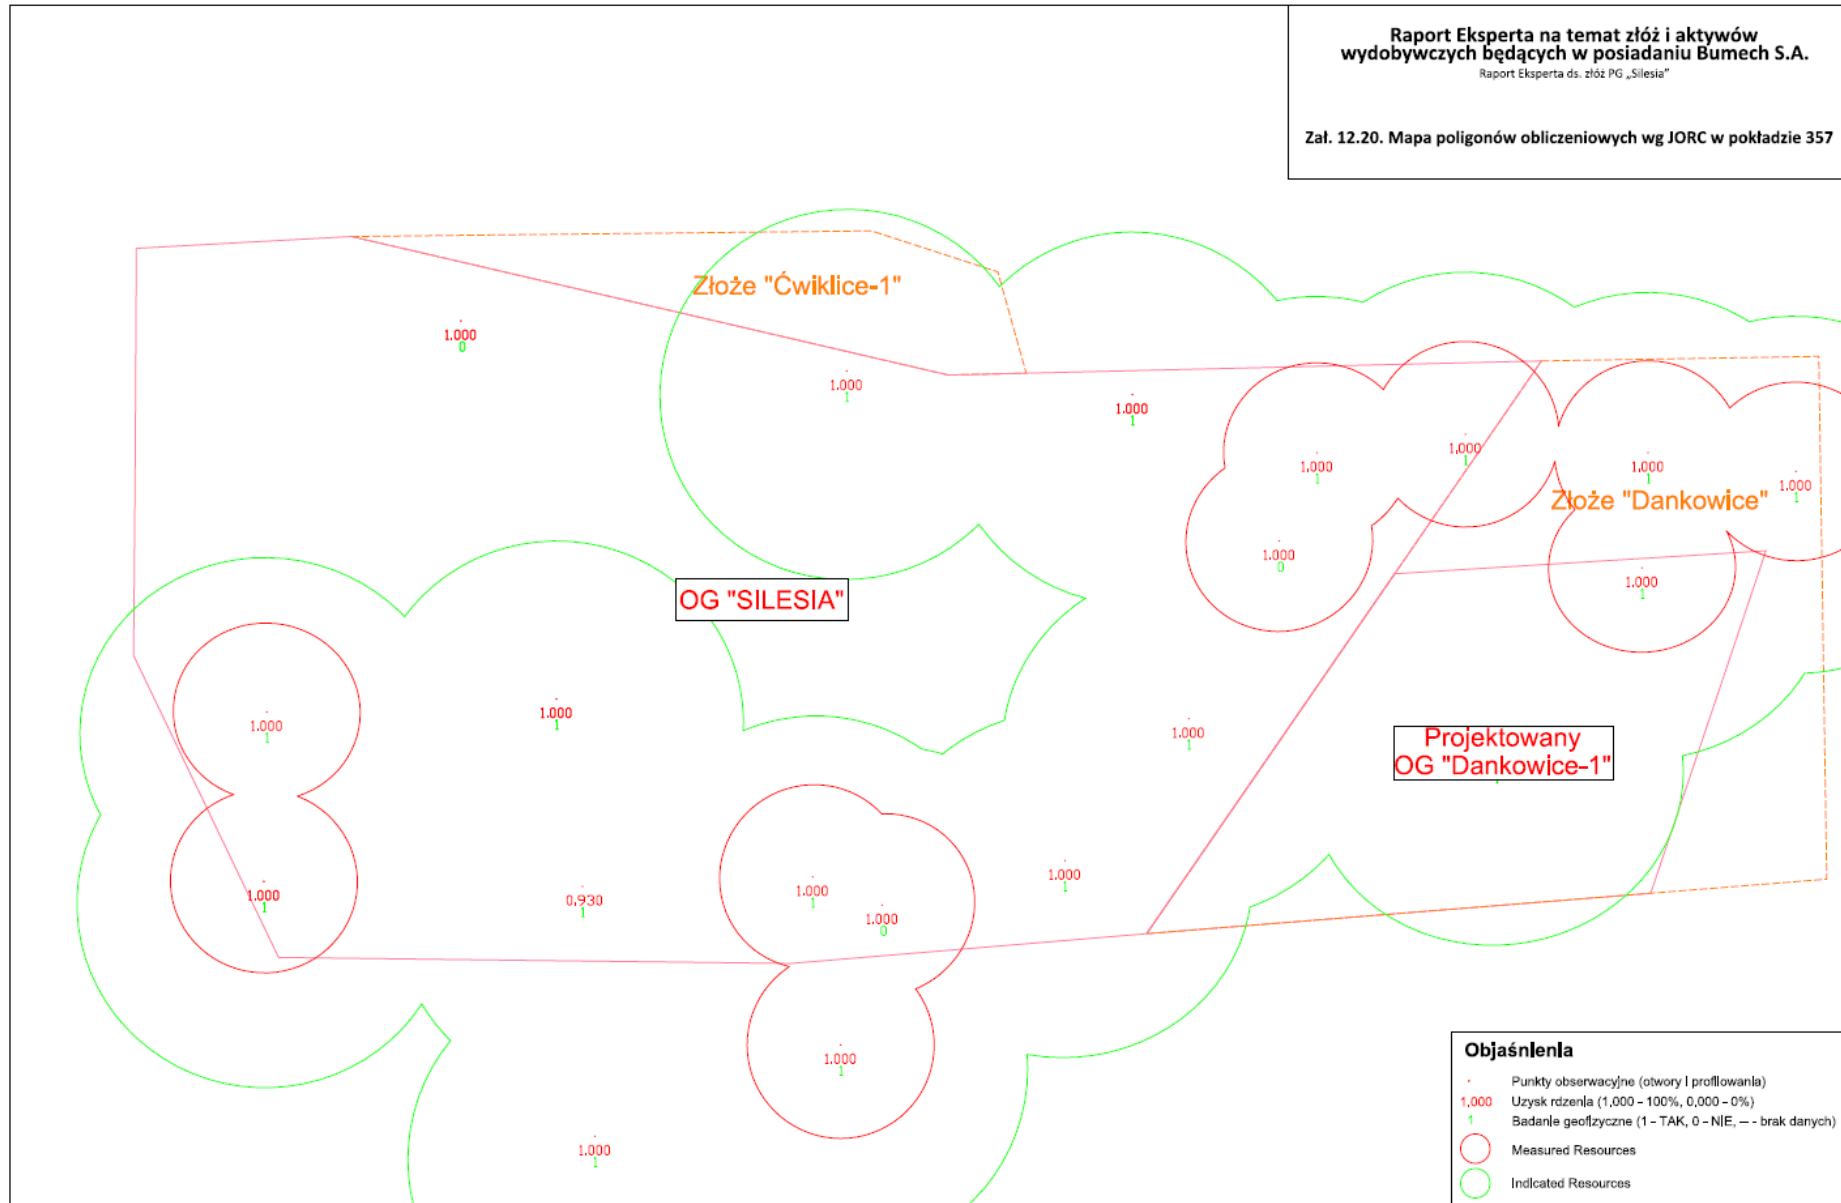 Raport Eksperta na temat złóż i aktywów
wydobywczych będących w posiadaniu Bumech S.A.
Raport Eksperta ds. złóż PG „Silesia”
Zał. 12.20. Mapa poligonów obliczeniowych wg JORC w pokładzie 357
Złoże "Ćwiklice-1"
1.000
0
1.000
1
1.000
1
1,000
1
1,000
1
1,000
1
1.000
1
Złoże "Dankowice"
1.000
0
1.000
1
OG "SILESIA"
1.000
1
1.000
1
1.000
1
Projektowany
OG "Dankowice-1"
1.000
1
0,930
1
1.000
1
1.000
0
1.000
1
1.000
1
1.000
1
Objaśnienia
Punkty obserwacyjne (otwory i profilowania)
1,000 Uzysk rdzenia (1,000 - 100%, 0,000 - 0%)
1 Badanie geofizyczne (1 - TAK, 0 - NIE, -- - brak danych)
Measured Resources
Indicated Resources